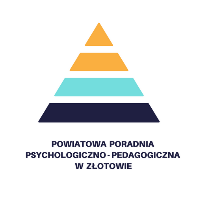 POWIATOWA PORADNIA
PSYCHOLOGICZNO-PEDAGOGICZNA
W ZŁOTOWIE